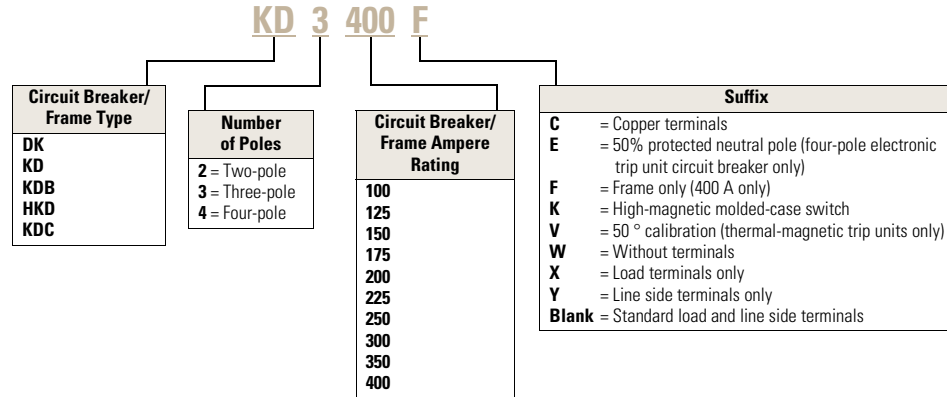 KD 3 400 F
Circuit Breaker/
Frame Type
DK
KD
KDB
HKD
KDC
Number
of Poles
2 = Two-pole
3 = Three-pole
4 = Four-pole
Circuit Breaker/
Frame Ampere
Rating
100
125
150
175
200
225
250
300
350
400
Suffix
C = Copper terminals
E = 50% protected neutral pole (four-pole electronic
trip unit circuit breaker only)
F = Frame only (400 A only)
K = High-magnetic molded-case switch
V = 50 ° calibration (thermal-magnetic trip units only)
W = Without terminals
X = Load terminals only
Y = Line side terminals only
Blank = Standard load and line side terminals